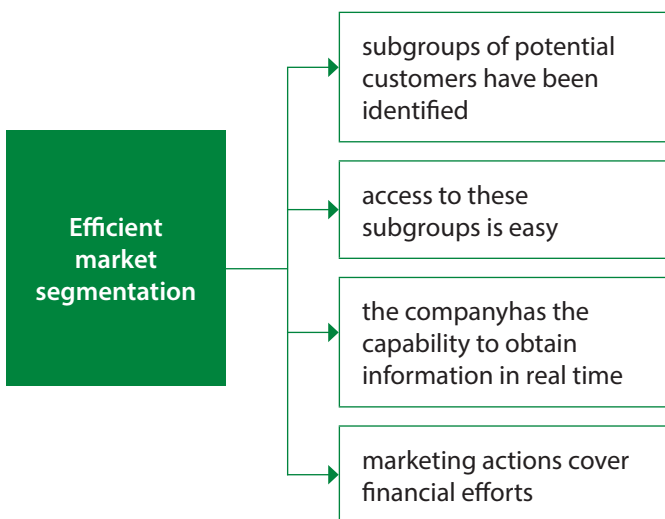 Efficient
market
segmentation
subgroups of potential
customers have been
identified
access to these
subgroups is easy
the companyhas the
capability to obtain
information in real time
marketing actions cover
financial efforts